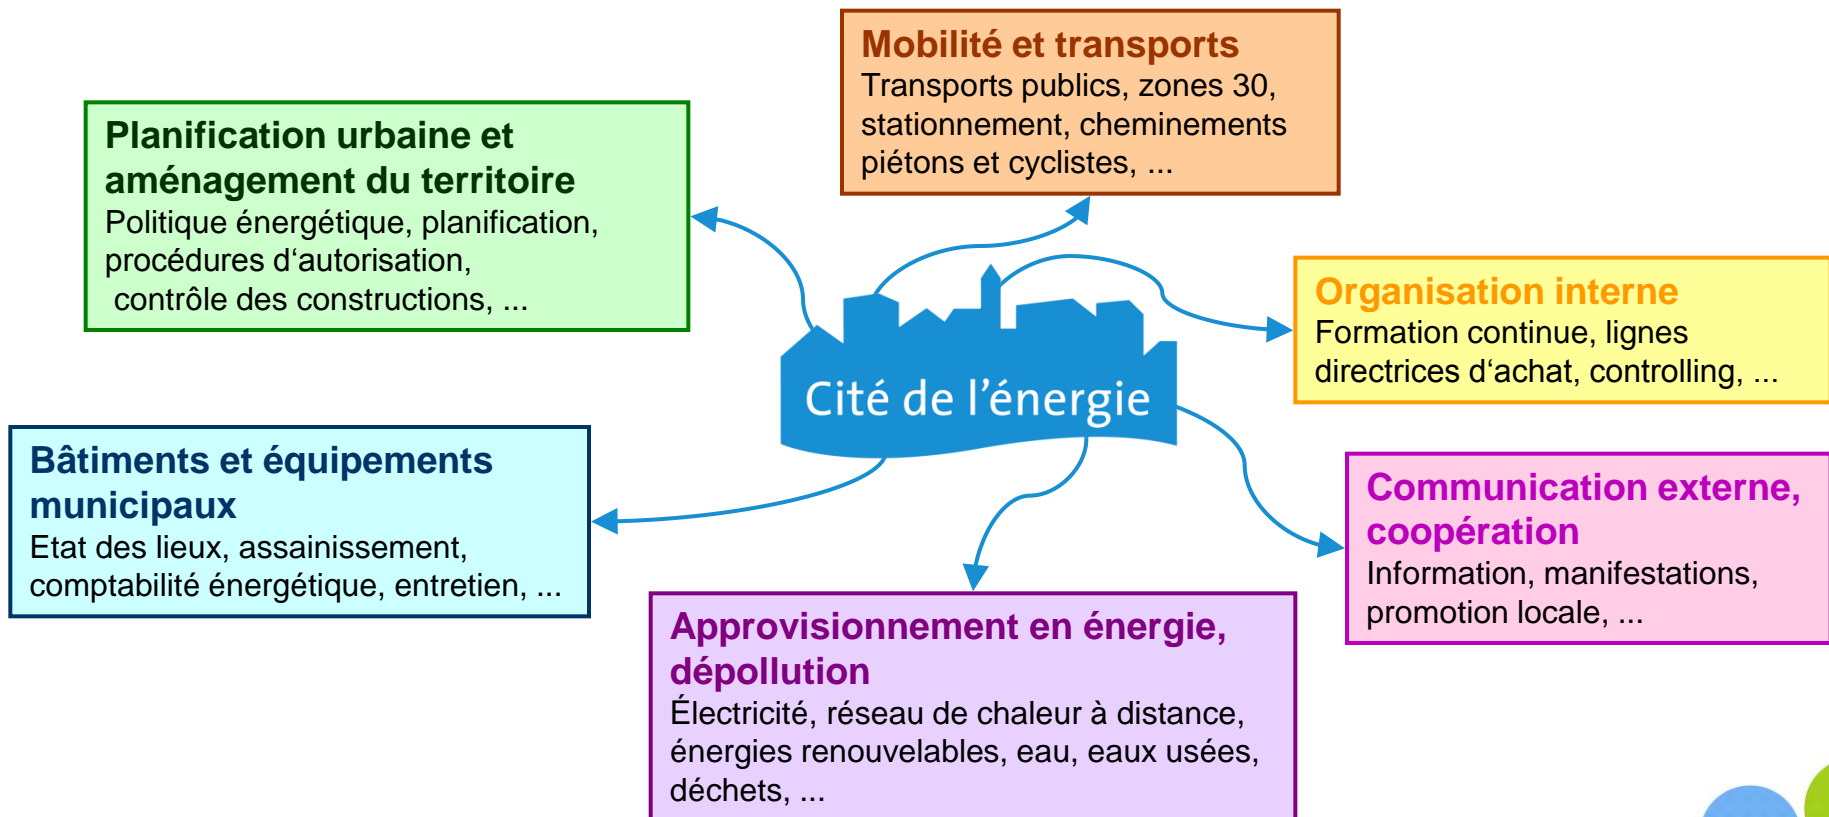 Mobilité et transports
Transports publics, zones 30,
stationnement, cheminements
piétons et cyclistes, ...
Planification urbaine et
aménagement du territoire
Politique énergétique, planification,
procédures d‘autorisation,
contrôle des constructions, ...
Organisation interne
Formation continue, lignes
directrices d‘achat, controlling, ...
Cité de l'énergie
Bâtiments et équipements
municipaux
Etat des lieux, assainissement,
comptabilité énergétique, entretien, ...
Communication externe,
coopération
Information, manifestations,
promotion locale, ...
Approvisionnement en énergie,
dépollution
Électricité, réseau de chaleur à distance,
énergies renouvelables, eau, eaux usées,
déchets, ...